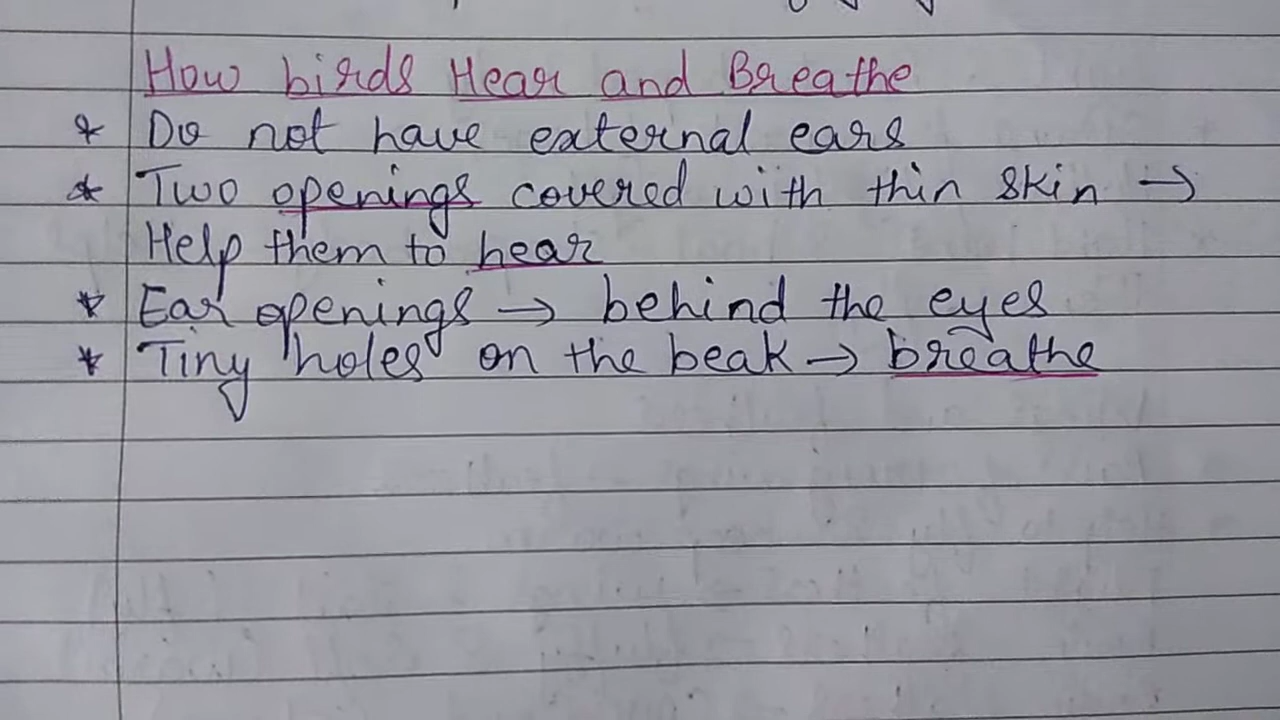 How birds Hear and Breathe
* Do not have external ears
* Two openings covered with thin skin →
Help them to hear
* Ear openings → behind the eyes
* Tiny holes on the beak → breathe